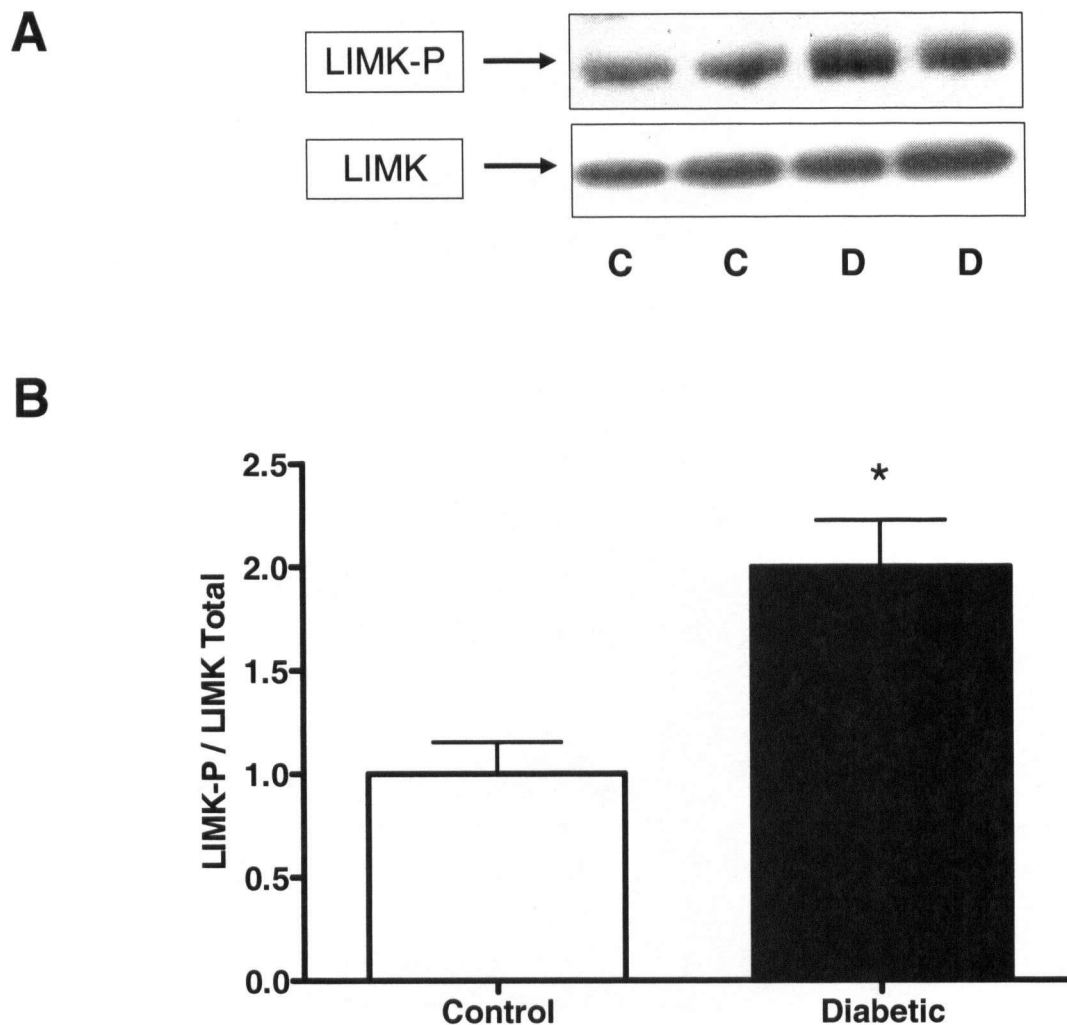 A
LIMK-P
LIMK
C C D D
B
LIMK-P / LIMK Total
2.5
2.0
1.5
1.0
0.5
0.0
*
Control Diabetic